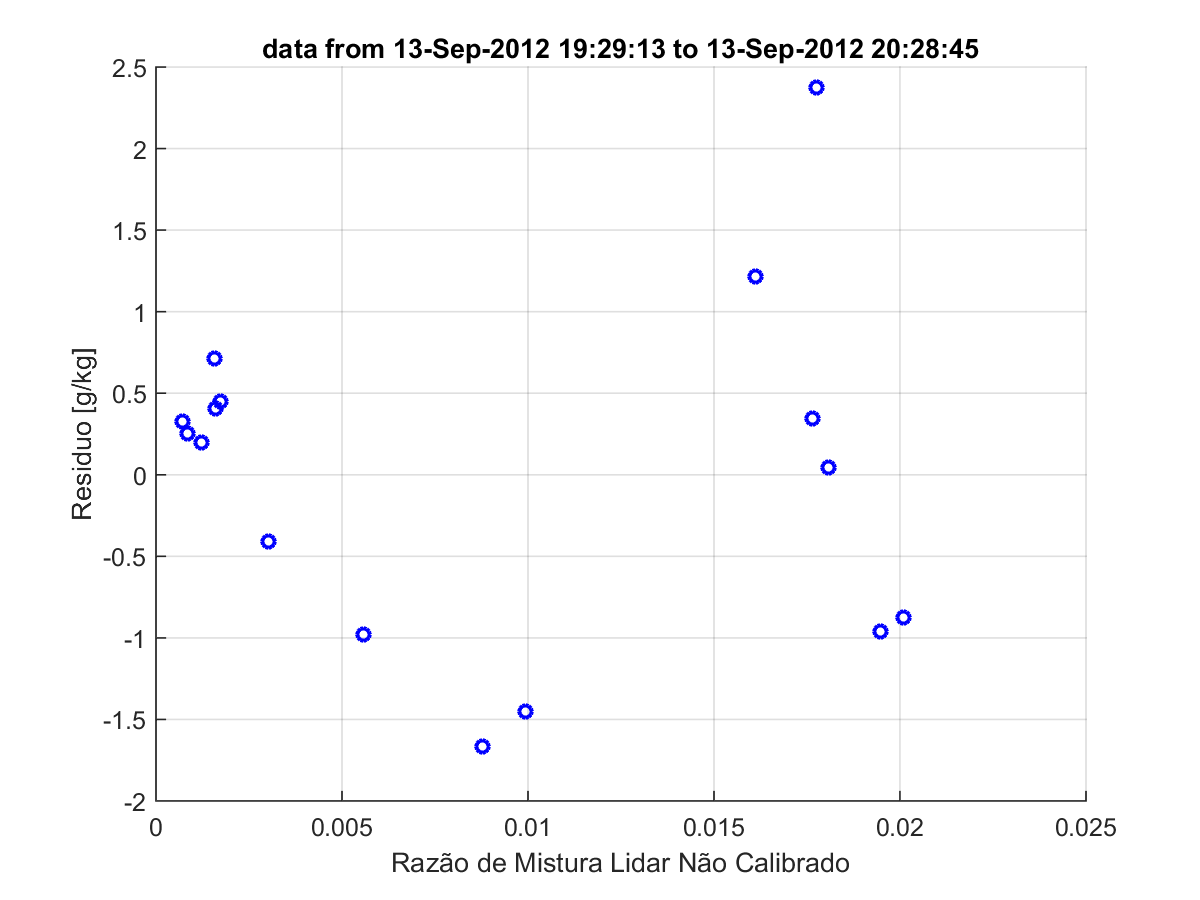 data from 13-Sep-2012 19:29:13 to 13-Sep-2012 20:28:45
2.5
2
1.5
1
0.5
0
-0.5
-1
-1.5
-2
Residuo [g/kg]
0 0.005 0.01 0.015 0.02 0.025
Razão de Mistura Lidar Não Calibrado